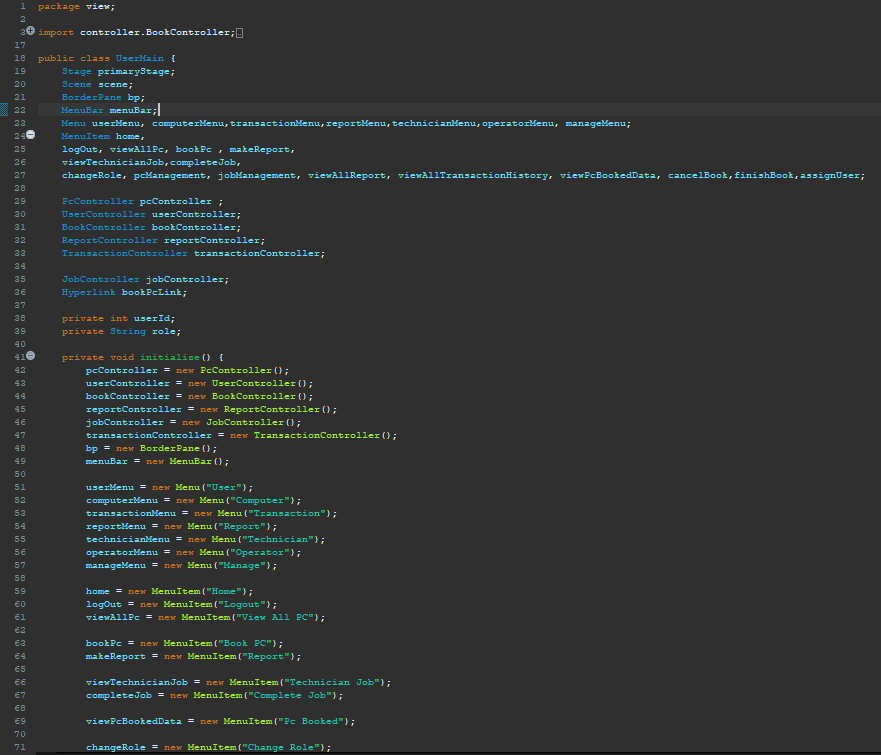 1 package view;
2
3 import controller.BookController;
17
18 public class UserMain {
19 Stage primaryStage;
20 Scene scene;
21 BorderPane bp;
22 MenuBar menuBar;
23 Menu userMenu, computerMenu,transactionMenu,reportMenu,technicianMenu,operatorMenu, manageMenu;
24 MenuItem home,
25 logOut, viewAllPc, bookPc , makeReport,
26 viewTechnicianJob,completeJob,
27 changeRole, pcManagement, jobManagement, viewAllReport, viewAllTransactionHistory, viewPcBookedData, cancelBook,finishBook,assignUser;
28
29 PcController pcController ;
30 UserController userController;
31 BookController bookController;
32 ReportController reportController;
33 TransactionController transactionController;
34
35 JobController jobController;
36 Hyperlink bookPcLink;
37
38 private int userId;
39 private String role;
40
41 private void initialize() {
42 pcController = new PcController();
43 userController = new UserController();
44 bookController = new BookController();
45 reportController = new ReportController();
46 jobController = new JobController();
47 transactionController = new TransactionController();
48 bp = new BorderPane();
49 menuBar = new MenuBar();
50
51 userMenu = new Menu("User");
52 computerMenu = new Menu("Computer");
53 transactionMenu = new Menu("Transaction");
54 reportMenu = new Menu("Report");
55 technicianMenu = new Menu("Technician");
56 operatorMenu = new Menu("Operator");
57 manageMenu = new Menu("Manage");
58
59 home = new MenuItem("Home");
60 logOut = new MenuItem("Logout");
61 viewAllPc = new MenuItem("View All PC");
62
63 bookPc = new MenuItem("Book PC");
64 makeReport = new MenuItem("Report");
65
66 viewTechnicianJob = new MenuItem("Technician Job");
67 completeJob = new MenuItem("Complete Job");
68
69 viewPcBookedData = new MenuItem("Pc Booked");
70
71 changeRole = new MenuItem("Change Role");